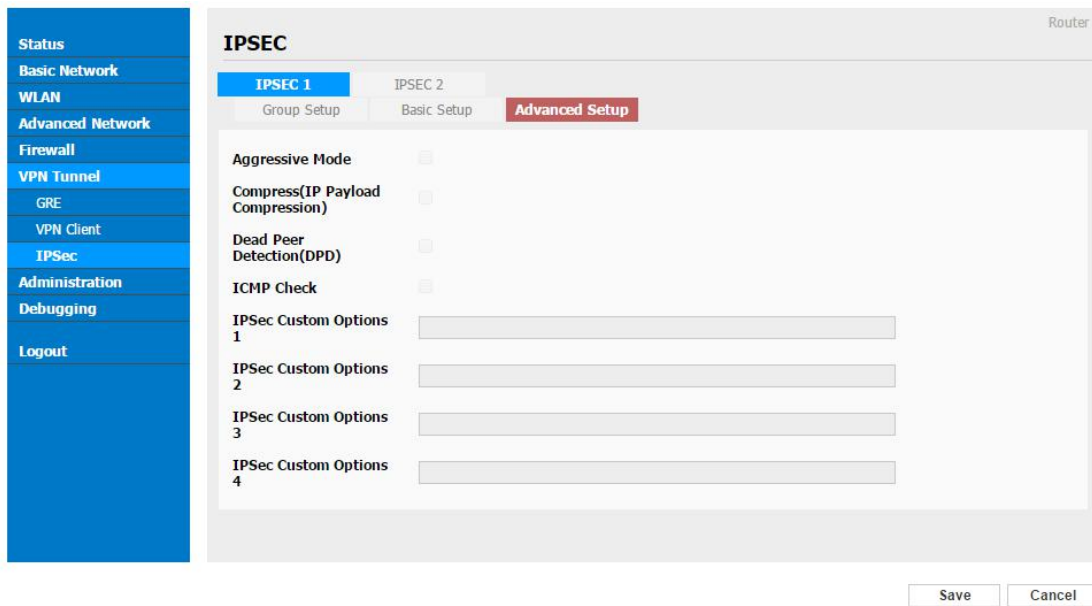 Router
Status
Basic Network
WLAN
Advanced Network
Firewall
VPN Tunnel
GRE
VPN Client
IPSec
Administration
Debugging
Logout
IPSEC
IPSEC 1
IPSEC 2
Group Setup
Basic Setup
Advanced Setup
Aggressive Mode
Compress(IP Payload
Compression)
Dead Peer
Detection(DPD)
ICMP Check
IPSec Custom Options
1
IPSec Custom Options
2
IPSec Custom Options
3
IPSec Custom Options
4
Save
Cancel